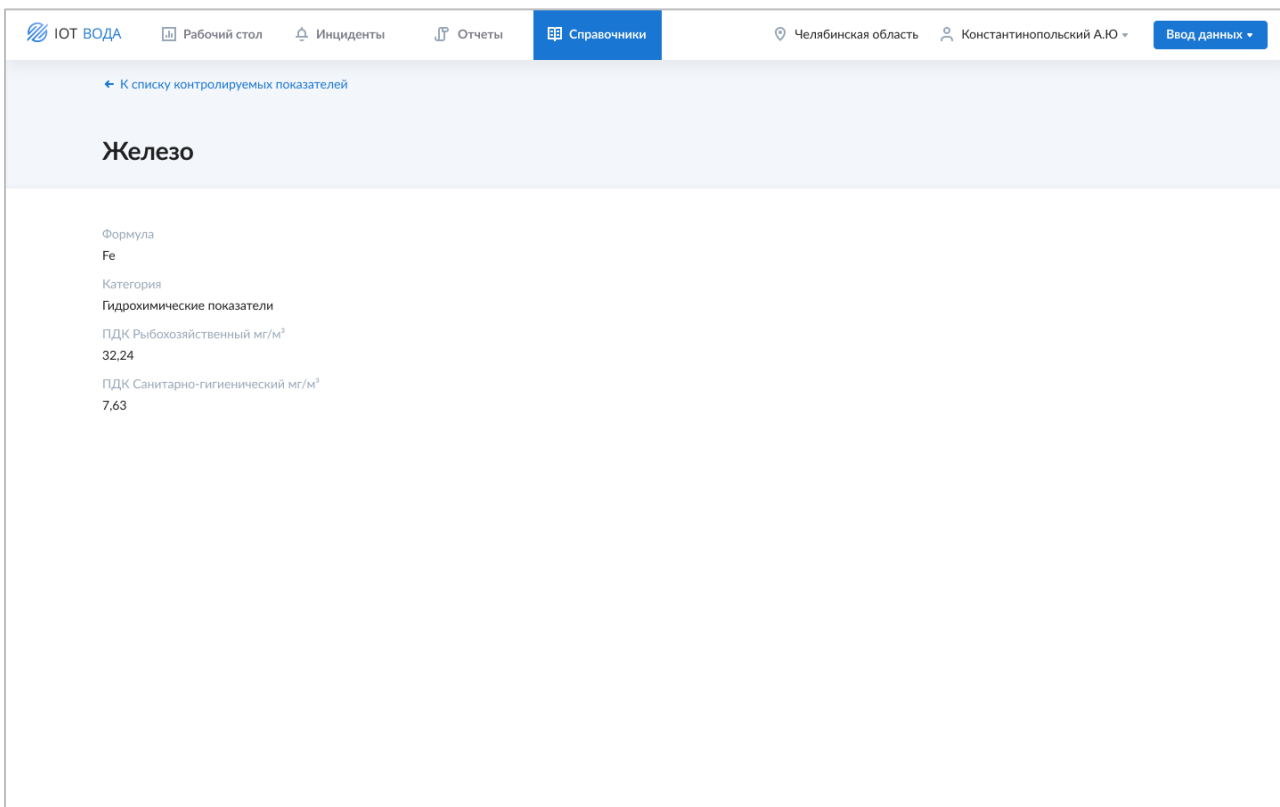 IOT ВОДА Рабочий стол Инциденты Отчеты Справочники Челябинская область Константинопольский А.Ю Ввод данных
← К списку контролируемых показателей
Железо
Формула
Fe
Категория
Гидрохимические показатели
ПДК Рыбохозяйственный мг/м³
32,24
ПДК Санитарно-гигиенический мг/м³
7,63